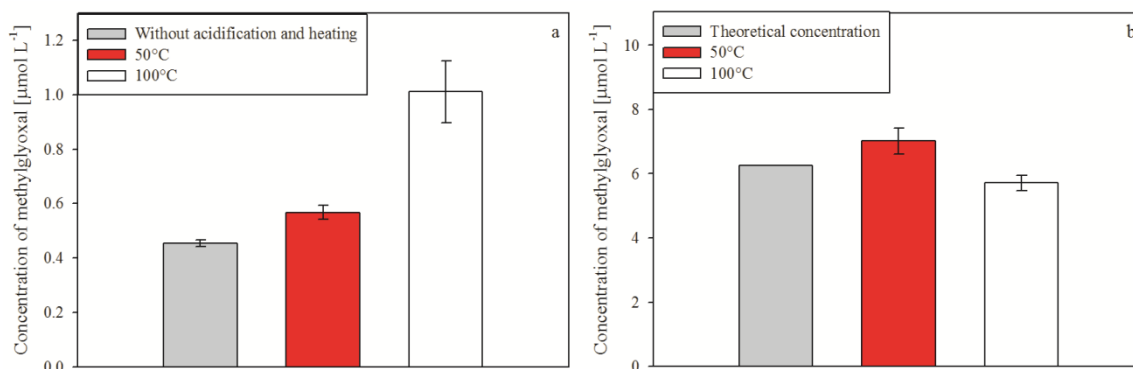 Concentration of methylglyoxal [µmol L-1]
1.2
1.0
0.8
0.6
0.4
0.2
0.0
Without acidification and heating
50°C
100°C
a
Concentration of methylglyoxal [µmol L-1]
10
8
6
4
2
0
Theoretical concentration
50°C
100°C
b